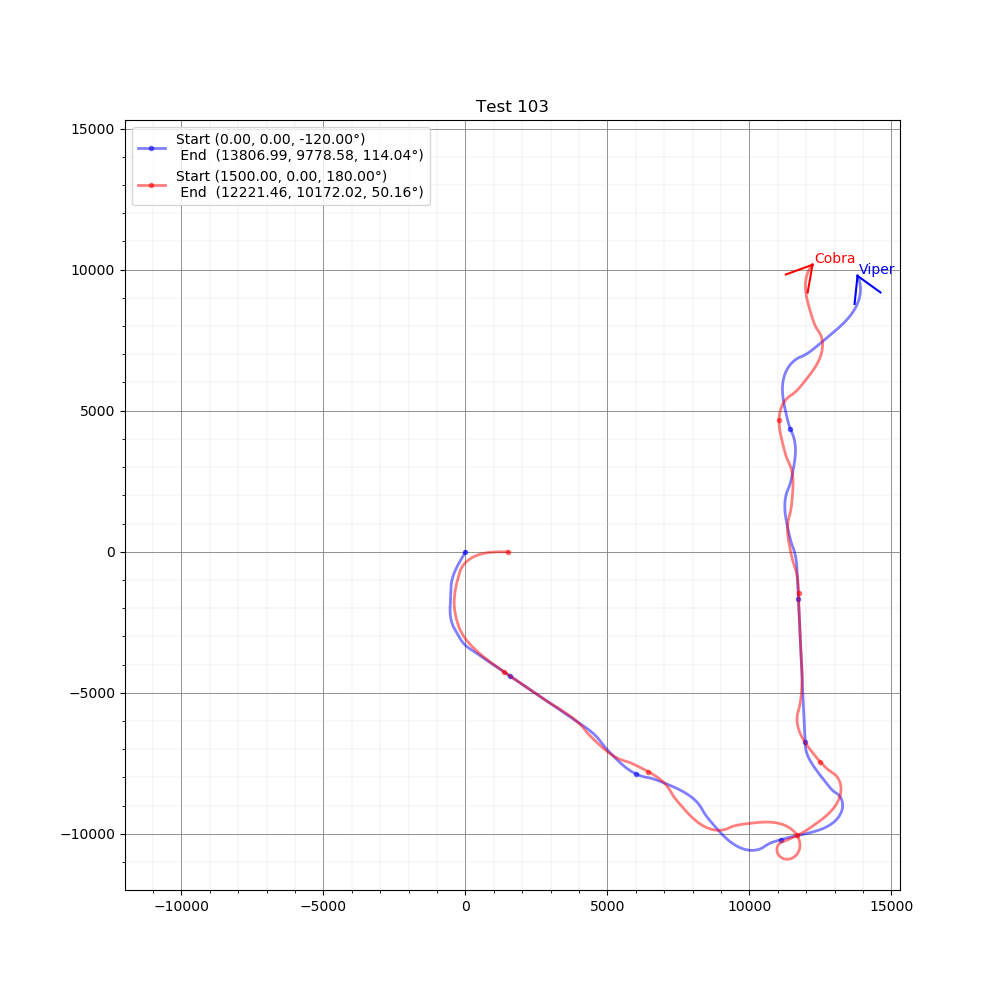 Test 103
Start (0.00, 0.00, -120.00°)
End (13806.99, 9778.58, 114.04°)
Start (1500.00, 0.00, 180.00°)
End (12221.46, 10172.02, 50.16°)
15000
10000
5000
0
−5000
−10000
Cobra
Viper
−10000
−5000
0
5000
10000
15000